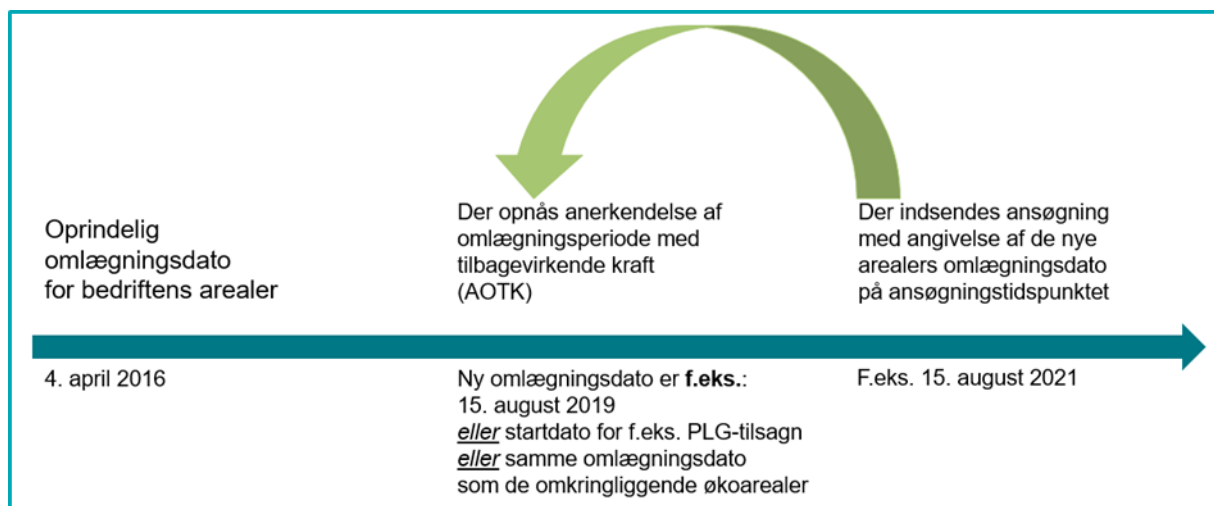 Oprindelig
omlægningsdato
for bedriftens arealer
Der opnås anerkendelse af
omlægningsperiode med
tilbagevirkende kraft
(AOTK)
Der indsendes ansøgning
med angivelse af de nye
arealers omlægningsdato
på ansøgningstidspunktet
4. april 2016
Ny omlægningsdato er f.eks.:
15. august 2019
eller startdato for f.eks. PLG-tilsagn
eller samme omlægningsdato
som de omkringliggende økoarealer
F.eks. 15. august 2021